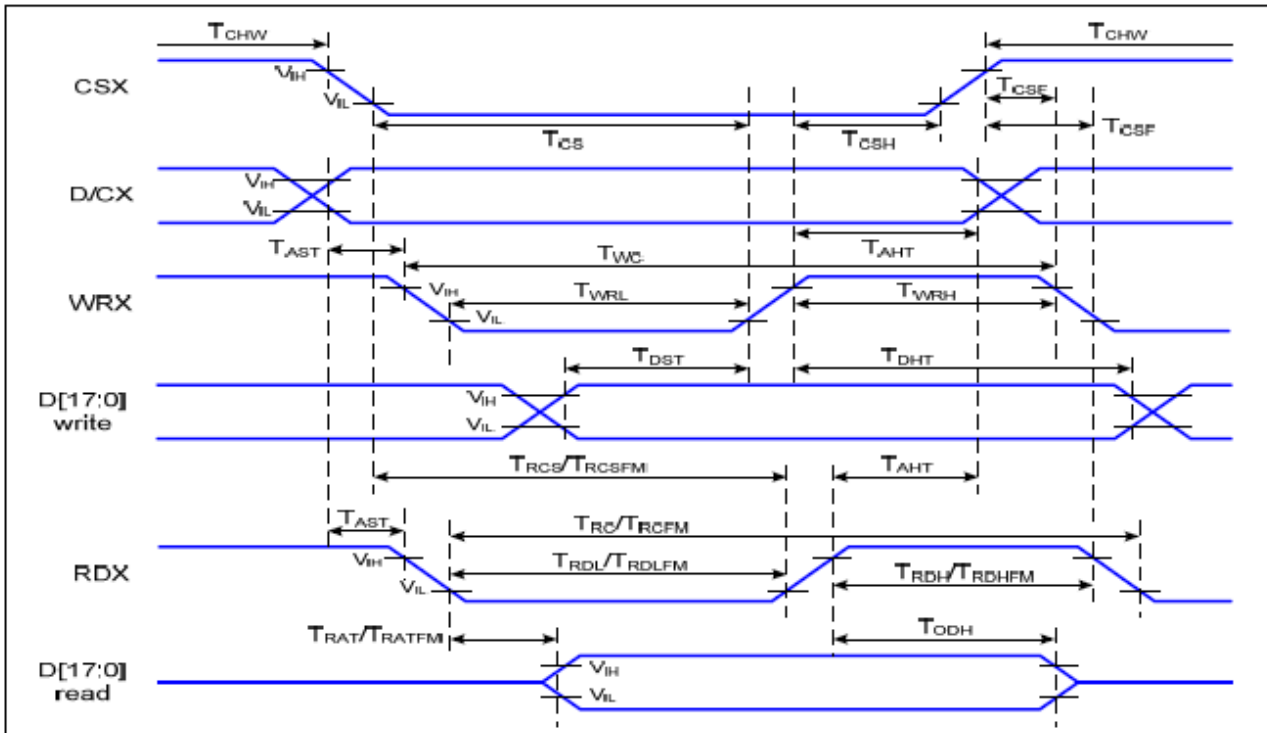 TCHW TCHW
CSX
VIH
VIL
TCSF
TCS TCSH TCSF
D/CX
VIH
VIL
TAST TWC TAHT
WRX
VIH
VIL
TWRL TWRH
TDST TDHT
D[17:0]
write
VIH
VIL
TRCS/TRCSFM TAHT
TAST TRC/TRCFM
RDX
VIH
VIL
TRDL/TRDLFM TRDH/TRDHFM
TRAT/TRATFM TODH
D[17:0]
read
VIH
VIL